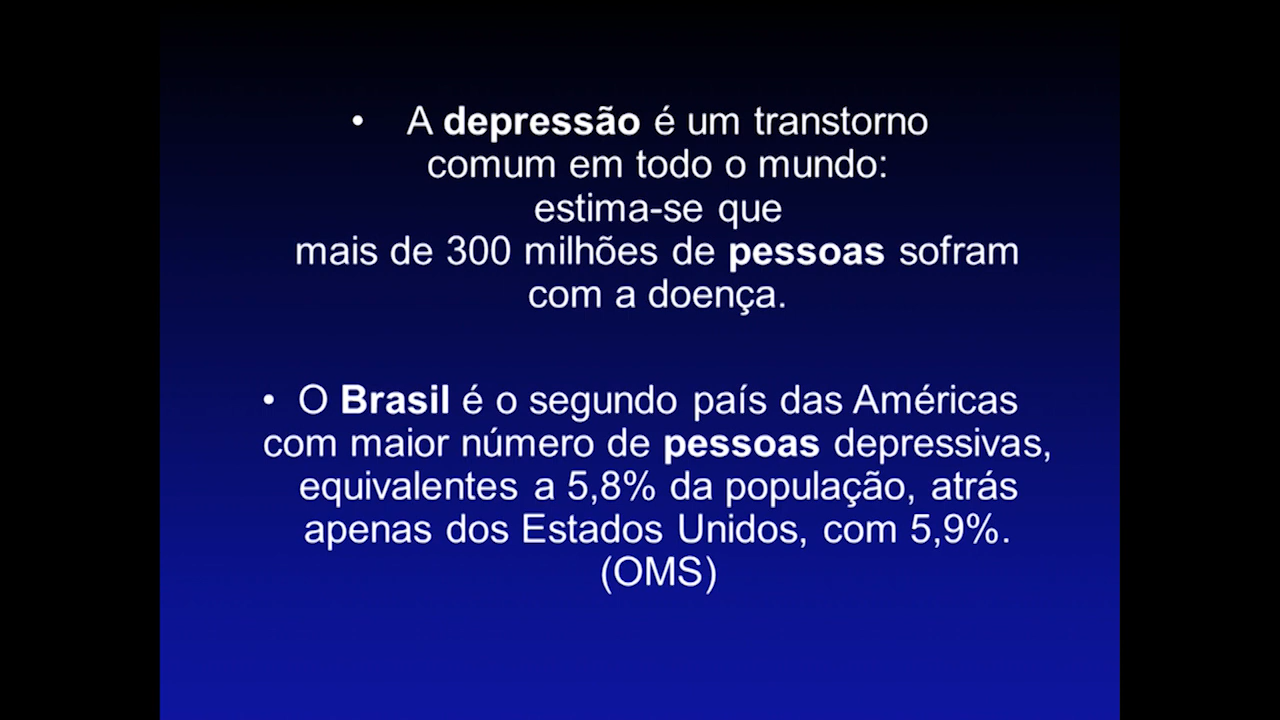 • A depressão é um transtorno
comum em todo o mundo:
estima-se que
mais de 300 milhões de pessoas sofram
com a doença.
• O Brasil é o segundo país das Américas
com maior número de pessoas depressivas,
equivalentes a 5,8% da população, atrás
apenas dos Estados Unidos, com 5,9%.
(OMS)